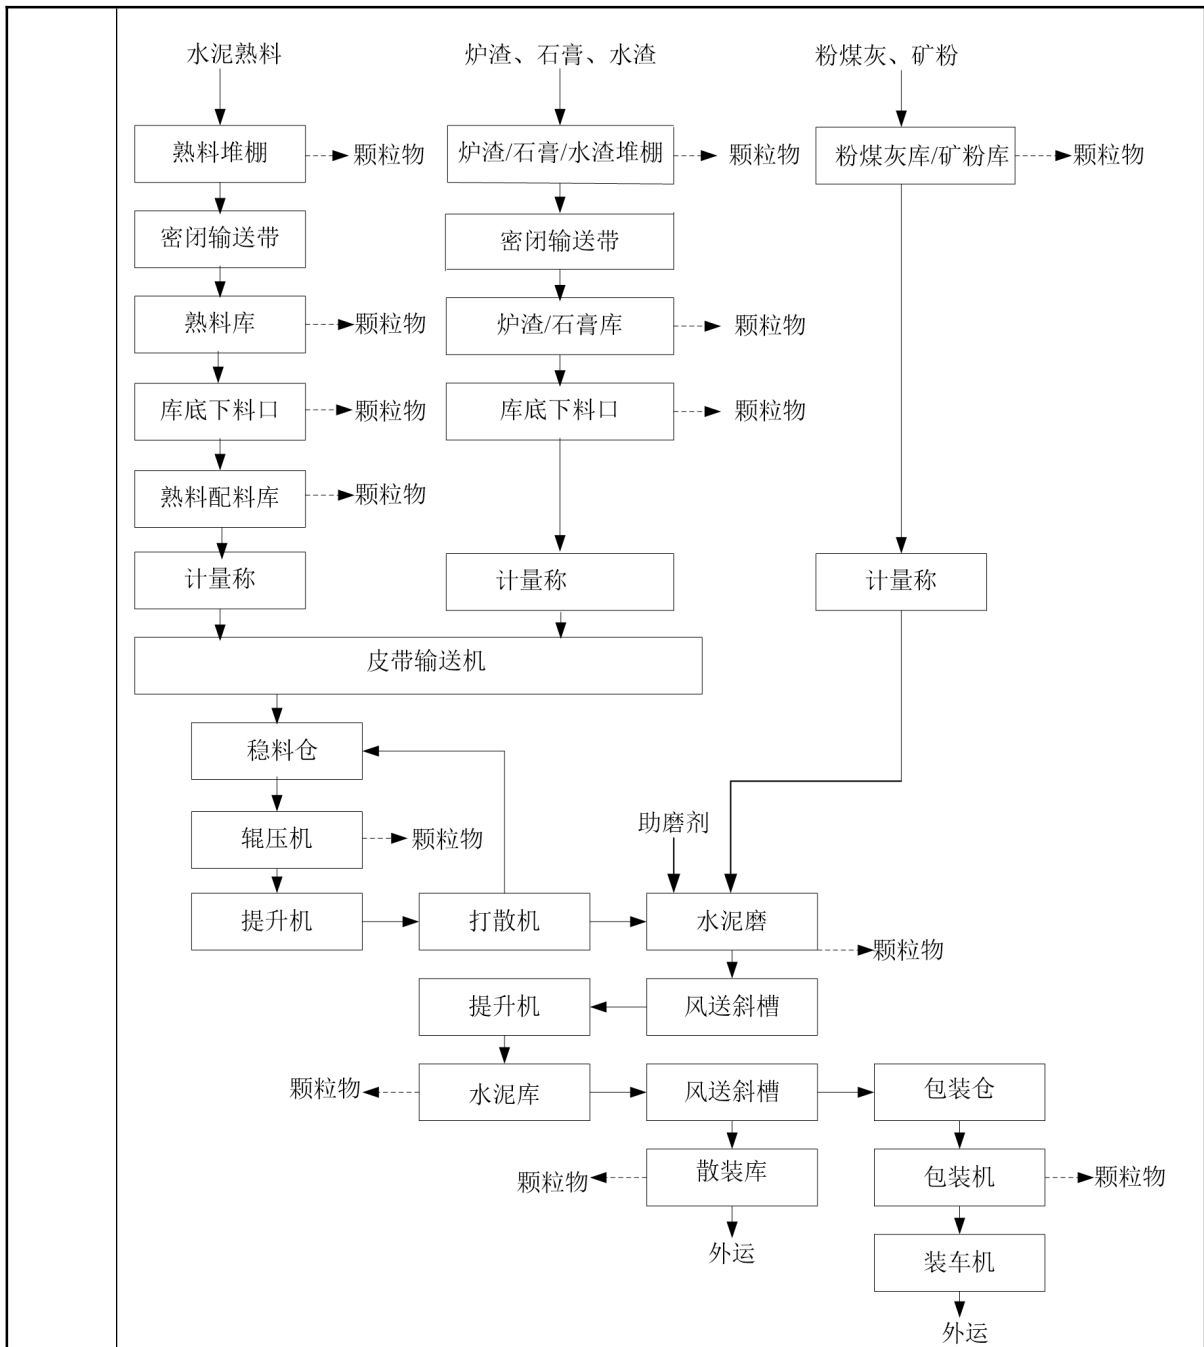 水泥熟料
炉渣、石膏、水渣
粉煤灰、矿粉
熟料堆棚
颗粒物
炉渣/石膏/水渣堆棚
颗粒物
粉煤灰库/矿粉库
颗粒物
密闭输送带
密闭输送带
熟料库
颗粒物
炉渣/石膏库
颗粒物
库底下料口
颗粒物
库底下料口
颗粒物
熟料配料库
颗粒物
计量称
计量称
计量称
皮带输送机
稳料仓
助磨剂
辊压机
颗粒物
提升机
打散机
水泥磨
颗粒物
提升机
风送斜槽
颗粒物
水泥库
风送斜槽
包装仓
颗粒物
散装库
包装机
颗粒物
外运
装车机
外运